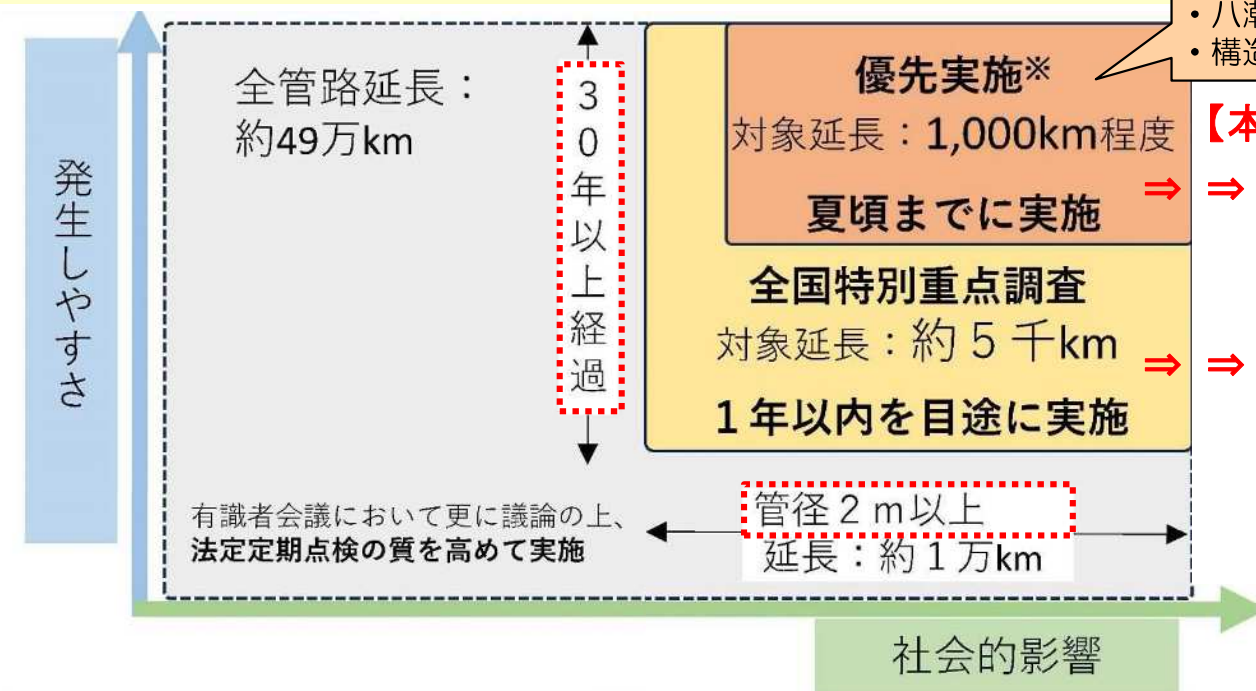 ・八潮
・構造
全管路延長：
約49万km
30年以上経過
優先実施※
対象延長：1,000km程度
夏頃までに実施
【本
⇒ ⇒
全国特別重点調査
対象延長：約５千km
１年以内を目途に実施
⇒ ⇒
発生しやすさ
有識者会議において更に議論の上、
法定定期点検の質を高めて実施
管径２ｍ以上
延長：約１万km
社会的影響